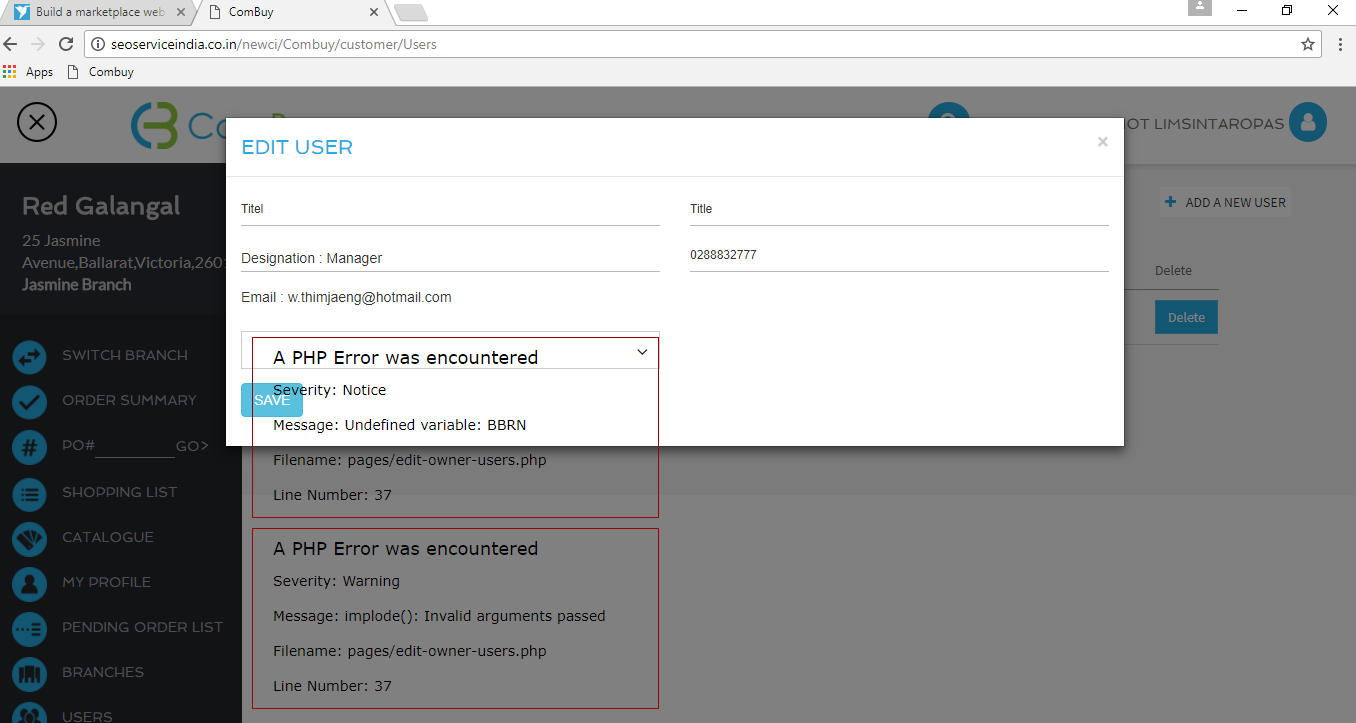 Build a marketplace web
ComBuy
seoserviceindia.co.in/newci/Combuy/customer/Users
Apps
Combuy
OT LIMSINTAROPAS
EDIT USER
×
Red Galangal
25 Jasmine
Avenue,Ballarat,Victoria,260
Jasmine Branch
Titel
Title
Designation : Manager
0288832777
Email : w.thimjaeng@hotmail.com
ADD A NEW USER
Delete
Delete
SWITCH BRANCH
ORDER SUMMARY
PO#
GO>
SHOPPING LIST
CATALOGUE
MY PROFILE
PENDING ORDER LIST
BRANCHES
USERS
SAVE
A PHP Error was encountered
Severity: Notice
Message: Undefined variable: BBRN
Filename: pages/edit-owner-users.php
Line Number: 37
A PHP Error was encountered
Severity: Warning
Message: implode(): Invalid arguments passed
Filename: pages/edit-owner-users.php
Line Number: 37